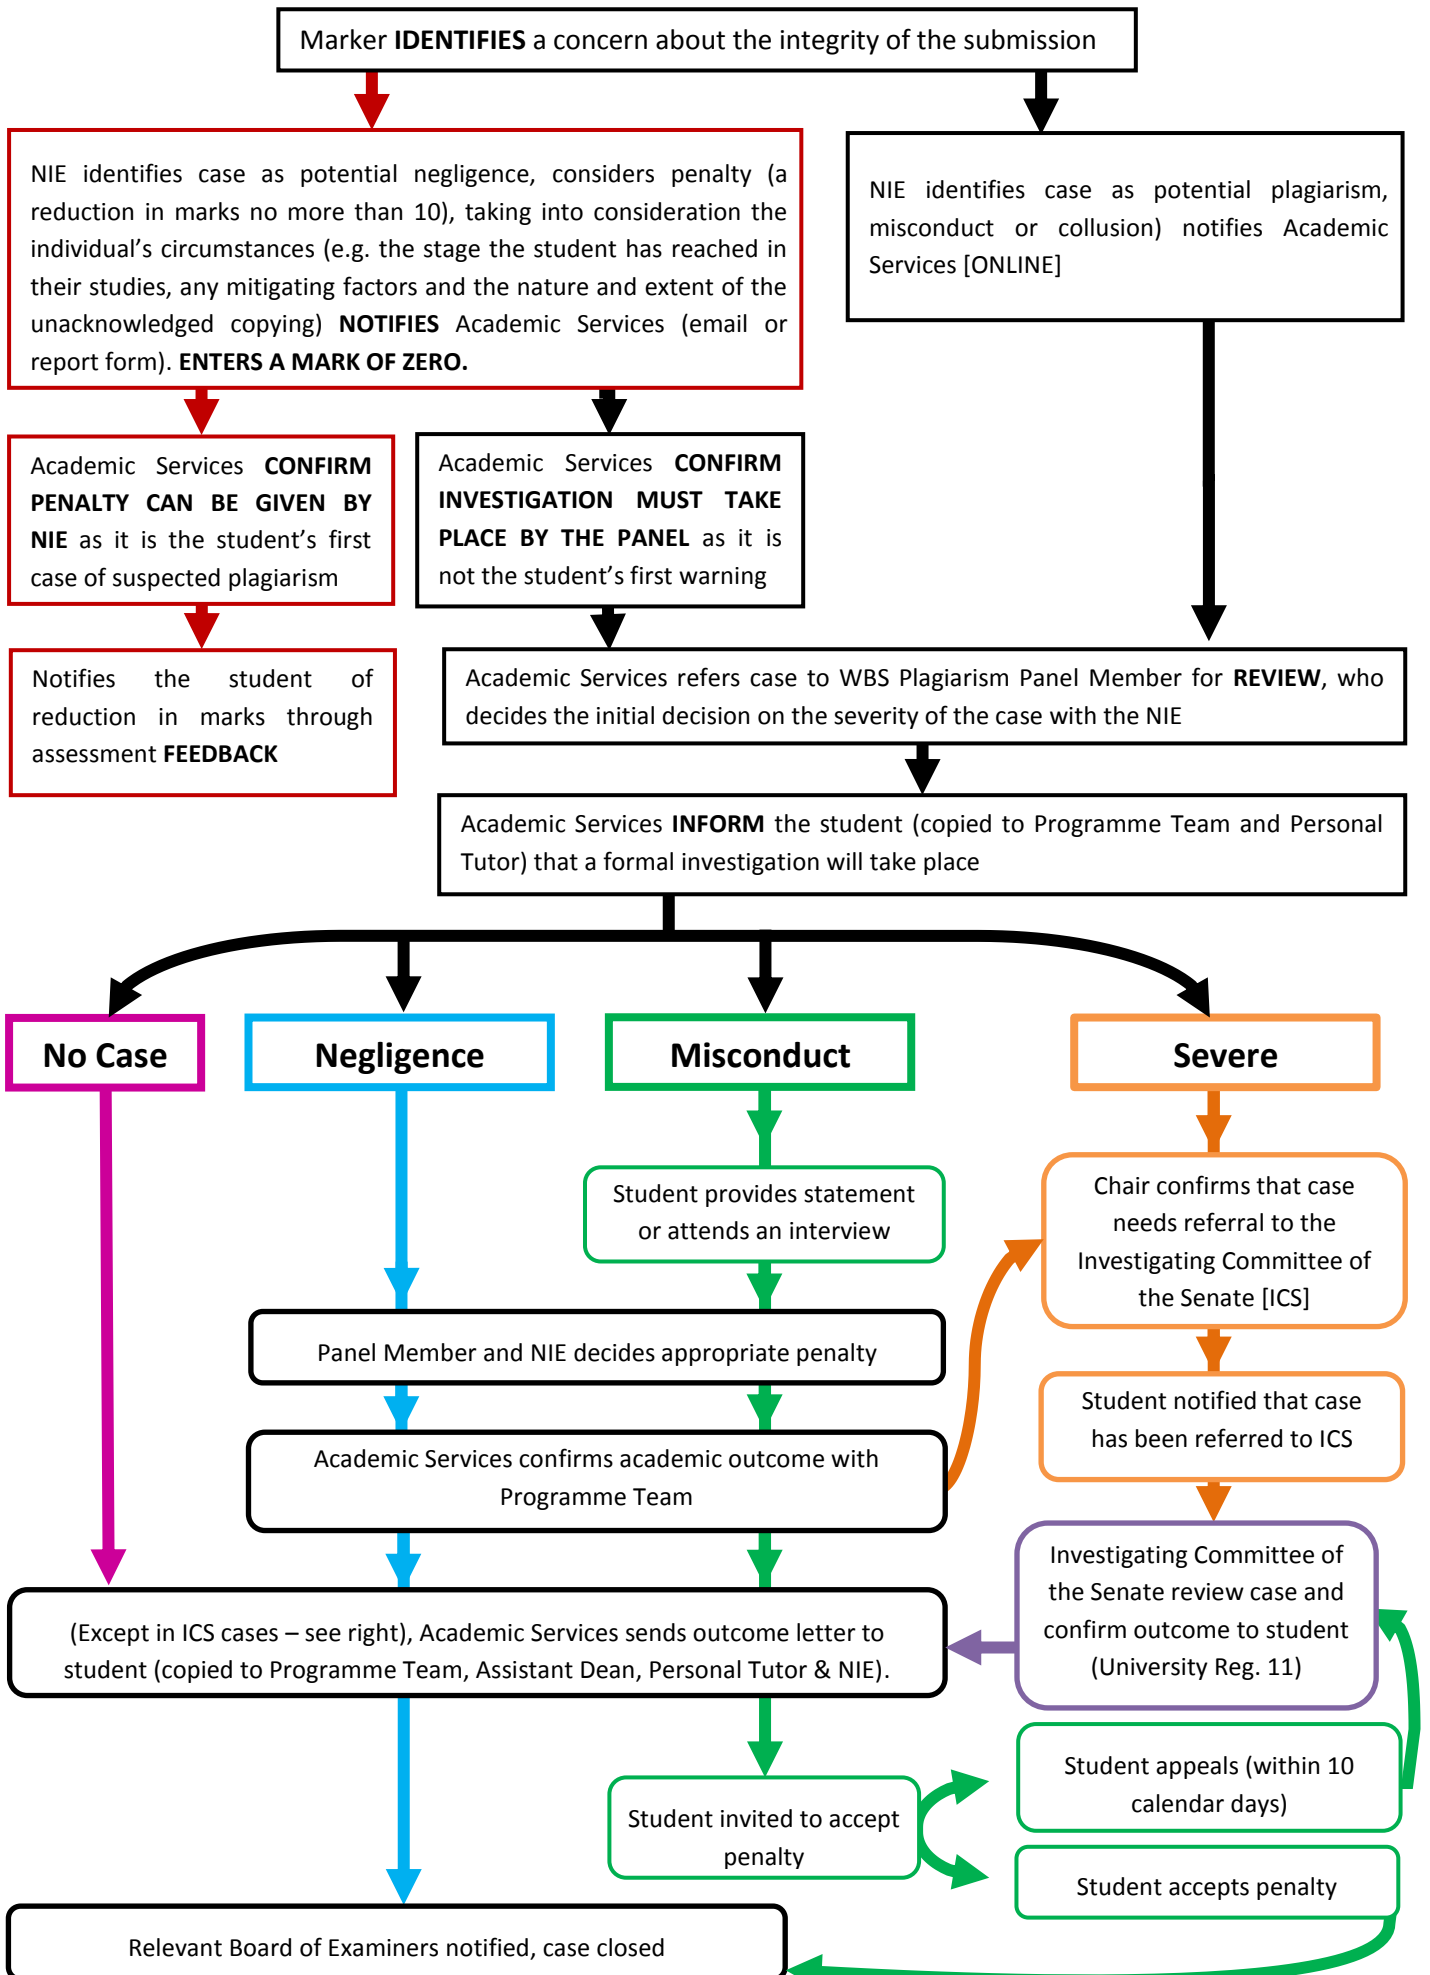 Marker IDENTIFIES a concern about the integrity of the submission
NIE identifies case as potential negligence, considers penalty (a
reduction in marks no more than 10), taking into consideration the
individual’s circumstances (e.g. the stage the student has reached in
their studies, any mitigating factors and the nature and extent of the
unacknowledged copying) NOTIFIES Academic Services (email or
report form). ENTERS A MARK OF ZERO.
NIE identifies case as potential plagiarism,
misconduct or collusion) notifies Academic
Services [ONLINE]
Academic Services CONFIRM
PENALTY CAN BE GIVEN BY
NIE as it is the student’s first
case of suspected plagiarism
Academic Services CONFIRM
INVESTIGATION MUST TAKE
PLACE BY THE PANEL as it is
not the student’s first warning
Notifies the student of
reduction in marks through
assessment FEEDBACK
Academic Services refers case to WBS Plagiarism Panel Member for REVIEW, who
decides the initial decision on the severity of the case with the NIE
Academic Services INFORM the student (copied to Programme Team and Personal
Tutor) that a formal investigation will take place
No Case
Negligence
Misconduct
Severe
Student provides statement
or attends an interview
Chair confirms that case
needs referral to the
Investigating Committee of
the Senate [ICS]
Panel Member and NIE decides appropriate penalty
Student notified that case
has been referred to ICS
Academic Services confirms academic outcome with
Programme Team
Investigating Committee of
the Senate review case and
confirm outcome to student
(University Reg. 11)
(Except in ICS cases – see right), Academic Services sends outcome letter to
student (copied to Programme Team, Assistant Dean, Personal Tutor & NIE).
Student appeals (within 10
calendar days)
Student invited to accept
penalty
Student accepts penalty
Relevant Board of Examiners notified, case closed